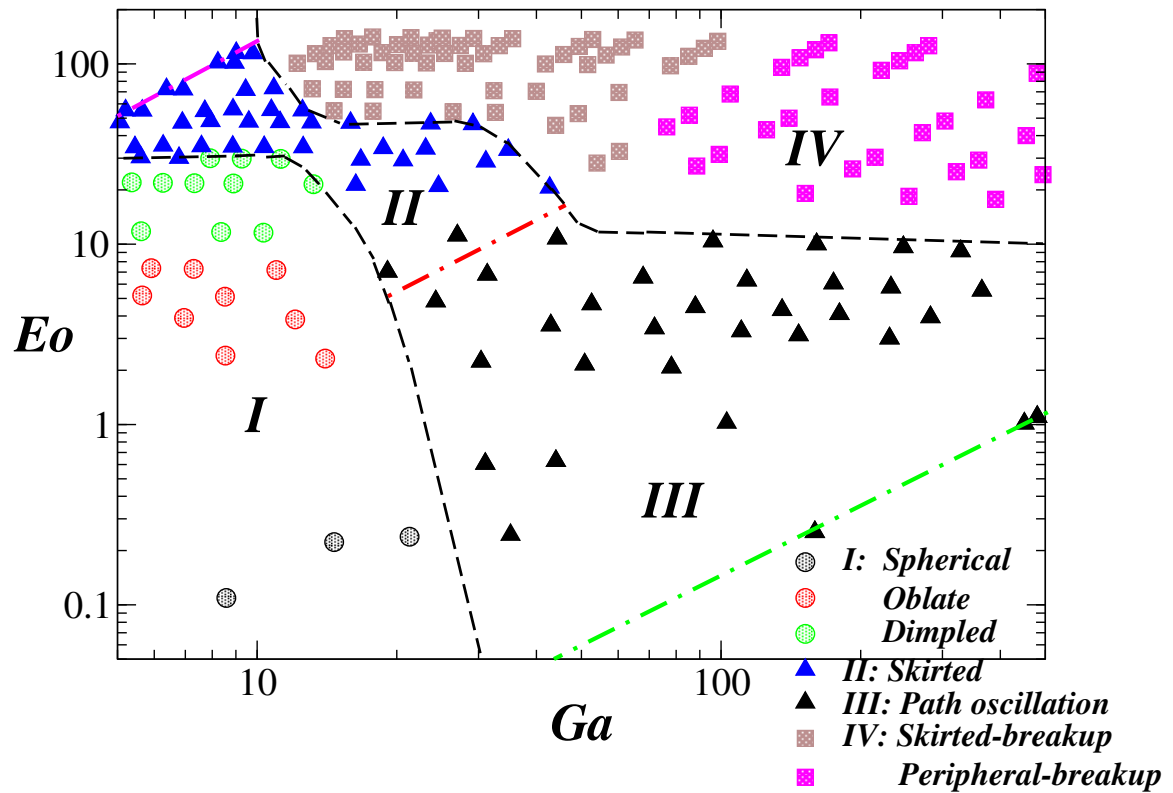 100
10
1
0.1
Eo
10
100
Ga
I
II
III
IV
I: Spherical
Oblate
Dimpled
II: Skirted
III: Path oscillation
IV: Skirted-breakup
Peripheral-breakup